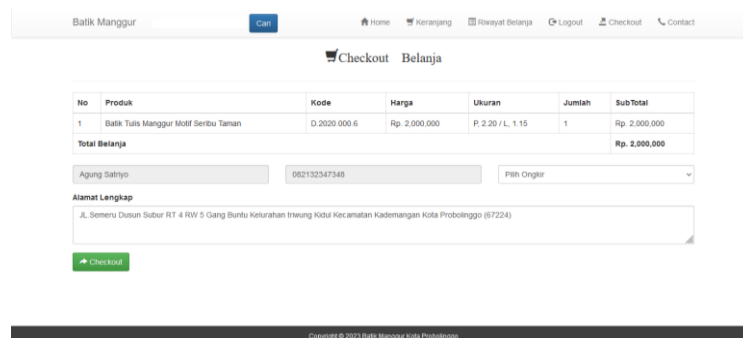 Batik Manggur Cari Home Keranjang Riwayat Belanja Logout Checkout Contact
Checkout Belanja
No Produk Kode Harga Ukuran Jumlah SubTotal
1 Batik Tulis Manggur Motif Seribu Taman D.2020.000.6 Rp. 2,000,000 P, 2.20 / L, 1.15 1 Rp. 2,000,000
Total Belanja Rp. 2,000,000
Agung Satriyo 082132347348 Pilih Ongkir
Alamat Lengkap
JL.Semeru Dusun Subur RT 4 RW 5 Gang Buntu Kelurahan triwung Kidul Kecamatan Kademangan Kota Probolinggo (67224)
Checkout
Copyright © 2023 Batik Manggur Kota Probolinggo